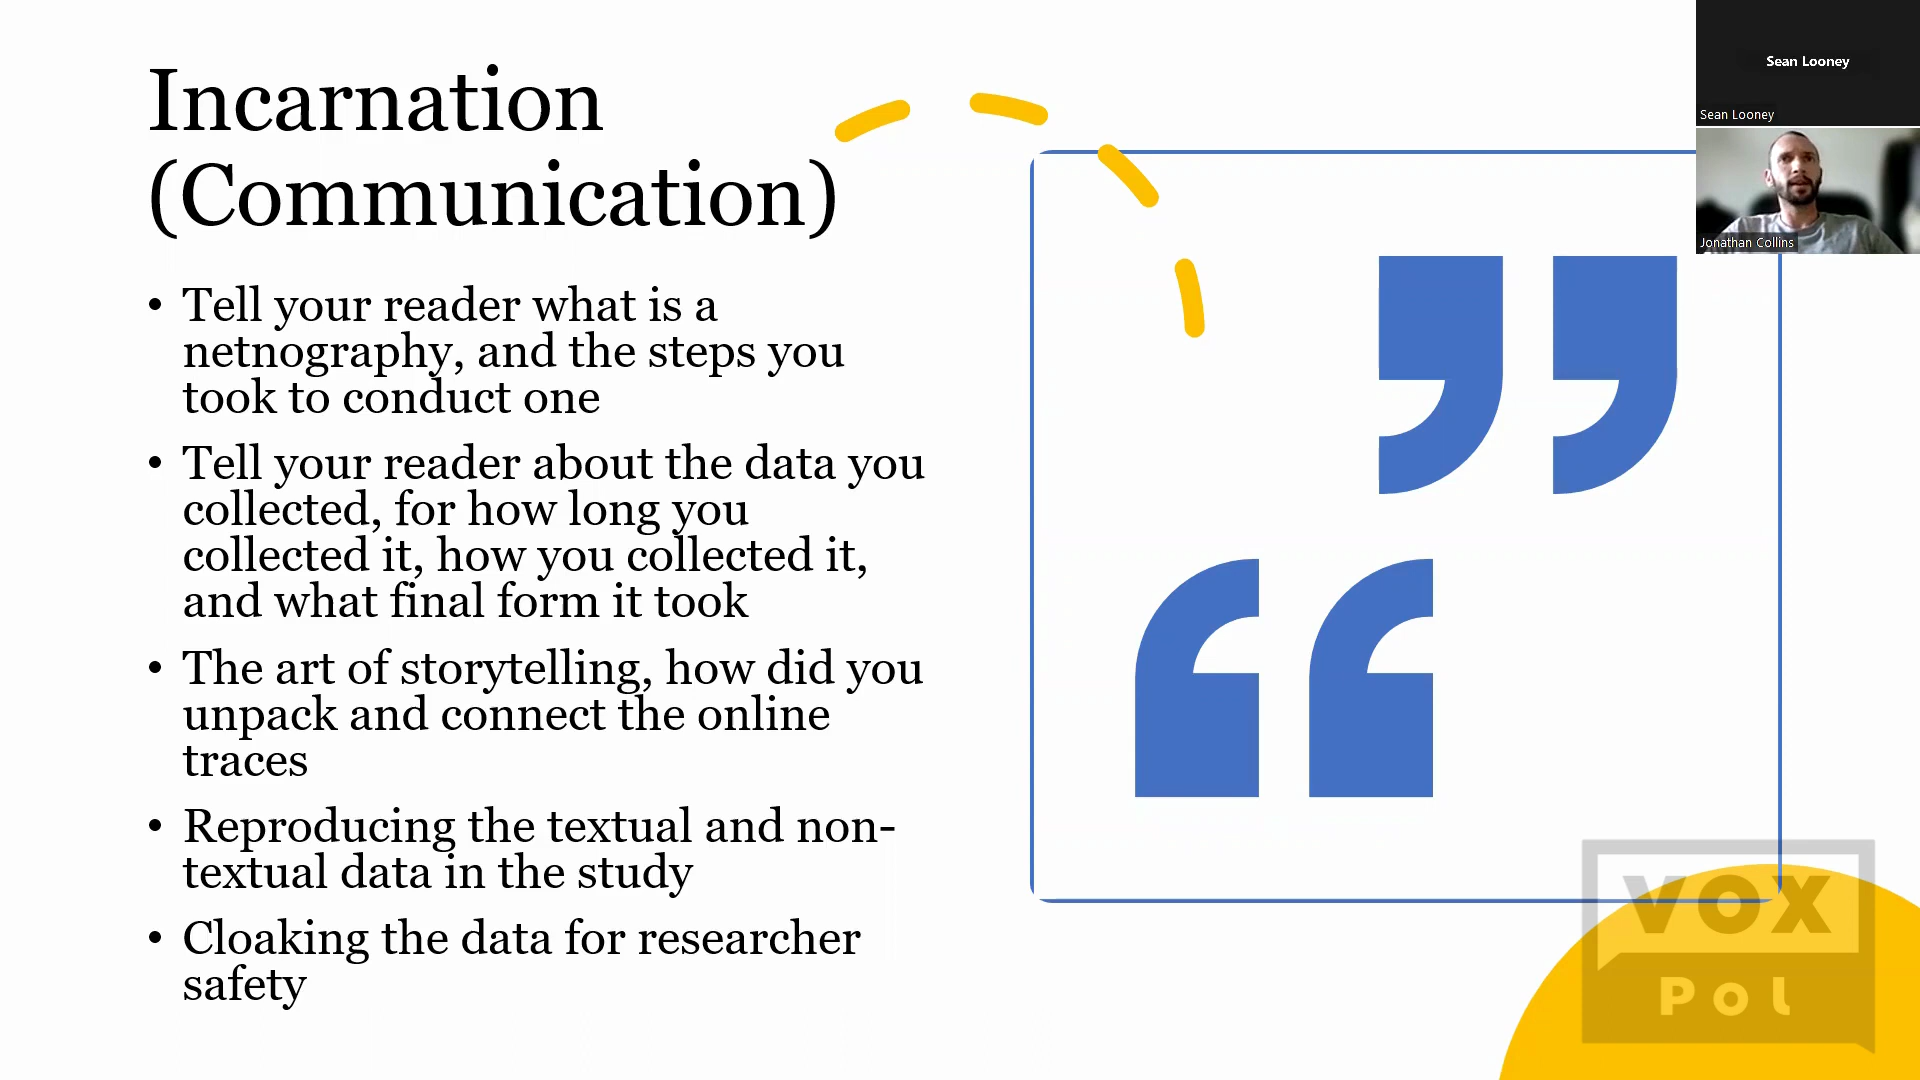 Incarnation
(Communication)
• Tell your reader what is a
netnography, and the steps you
took to conduct one
• Tell your reader about the data you
collected, for how long you
collected it, how you collected it,
and what final form it took
• The art of storytelling, how did you
unpack and connect the online
traces
• Reproducing the textual and non-
textual data in the study
• Cloaking the data for researcher
safety
Sean Looney
Sean Looney
Jonathan Collins
VOX
Pol